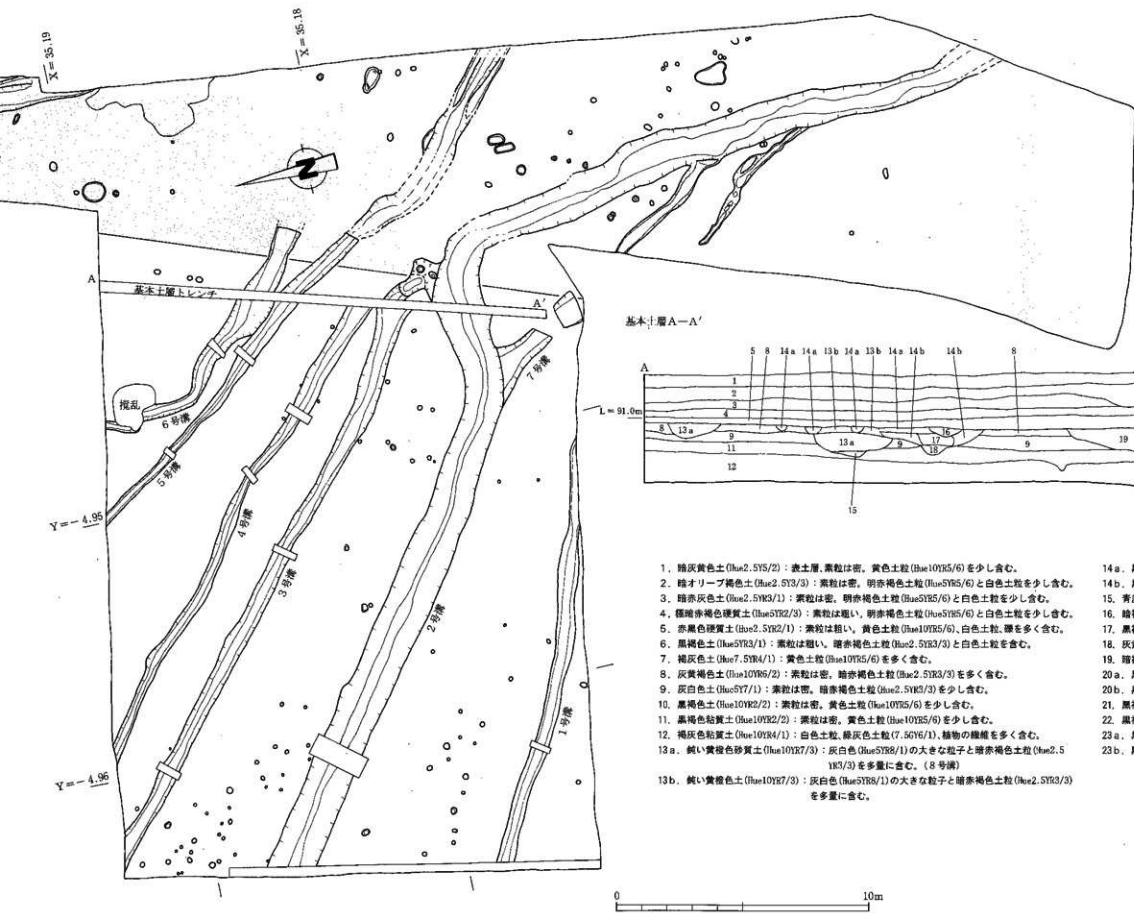 X=35.19
X=35.18
N
A
基本土層トレンチ
A'
攪乱
6号溝
5号溝
4号溝
3号溝
2号溝
7号溝
1号溝
Y=-4.95
Y=-4.96
基本土層A-A'
5 8 14a 14a 13b 14a 13b 14a 14b 14b 8
A
L=91.0m
1
2
3
4
8 13a 13a 9 16 17 18 9 19
9
11
12
15
1. 暗灰黄色土(Hue2.5Y5/2):表土層、素粒は密。黄色土粒(Hue10YR5/6)を少し含む。
2. 暗オリーブ褐色土(Hue2.5Y3/3):素粒は密。明赤褐色土粒(Hue5YR5/6)と白色土粒を少し含む。
3. 暗赤灰色土(Hue2.5YR3/1):素粒は密。明赤褐色土粒(Hue5YR5/6)と白色土粒を少し含む。
4. 極暗赤褐色硬質土(Hue5YR2/3):素粒は粗い。明赤褐色土粒(Hue5YR5/6)と白色土粒を少し含む。
5. 赤黒色硬質土(Hue2.5YR2/1):素粒は粗い。黄色土粒(Hue10YR5/6)、白色土粒、礫を多く含む。
6. 黒褐色土(Hue5YR3/1):素粒は粗い。暗赤褐色土粒(Hue2.5YR3/3)と白色土粒を含む。
7. 褐灰色土(Hue7.5YR4/1):黄色土粒(Hue10YR5/6)を多く含む。
8. 灰黄褐色土(Hue10YR6/2):素粒は密。暗赤褐色土粒(Hue2.5YR3/3)を多く含む。
9. 灰白色土(Hue5Y7/1):素粒は密。暗赤褐色土粒(Hue2.5YR3/3)を少し含む。
10. 黒褐色土(Hue10YR2/2):素粒は密。黄色土粒(Hue10YR5/6)を少し含む。
11. 黒褐色粘質土(Hue10YR2/2):素粒は密。黄色土粒(Hue10YR5/6)を少し含む。
12. 褐灰色粘質土(Hue10YR4/1):白色土粒、緑灰色土粒(7.5GY6/1)、植物の繊維を多く含む。
13a. 鈍い黄橙色砂質土(Hue10YR7/3):灰白色(Hue5YR8/1)の大きな粒子と暗赤褐色土粒(Hue2.5
YR3/3)を多量に含む。(8号溝)
13b. 鈍い黄橙色土(Hue10YR7/3):灰白色(Hue5YR8/1)の大きな粒子と暗赤褐色土粒(Hue2.5YR3/3)
を多量に含む。
14a.
14b.
15.
16.
17. 黒
18.
19.
20a.
20b.
21. 黒
22. 黒
23a.
23b.
0 10m